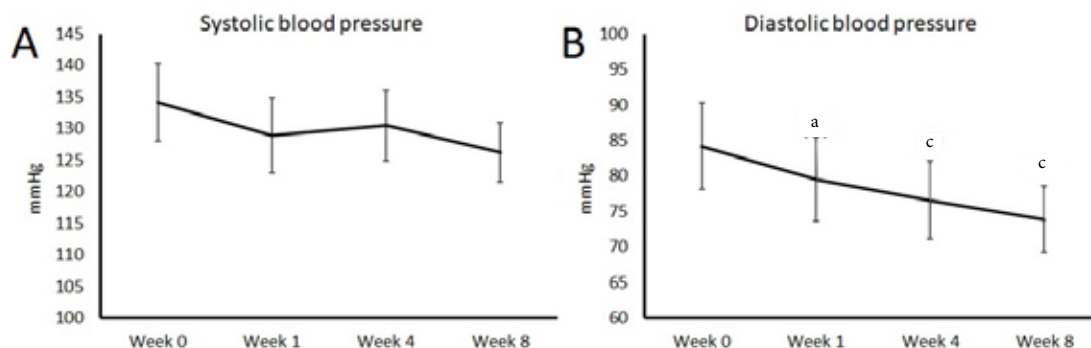 A
Systolic blood pressure
mmHg
145
140
135
130
125
120
115
110
105
100
Week 0 Week 1 Week 4 Week 8
B
Diastolic blood pressure
mmHg
100
95
90
85
80
75
70
65
60
a
c
c
Week 0 Week 1 Week 4 Week 8